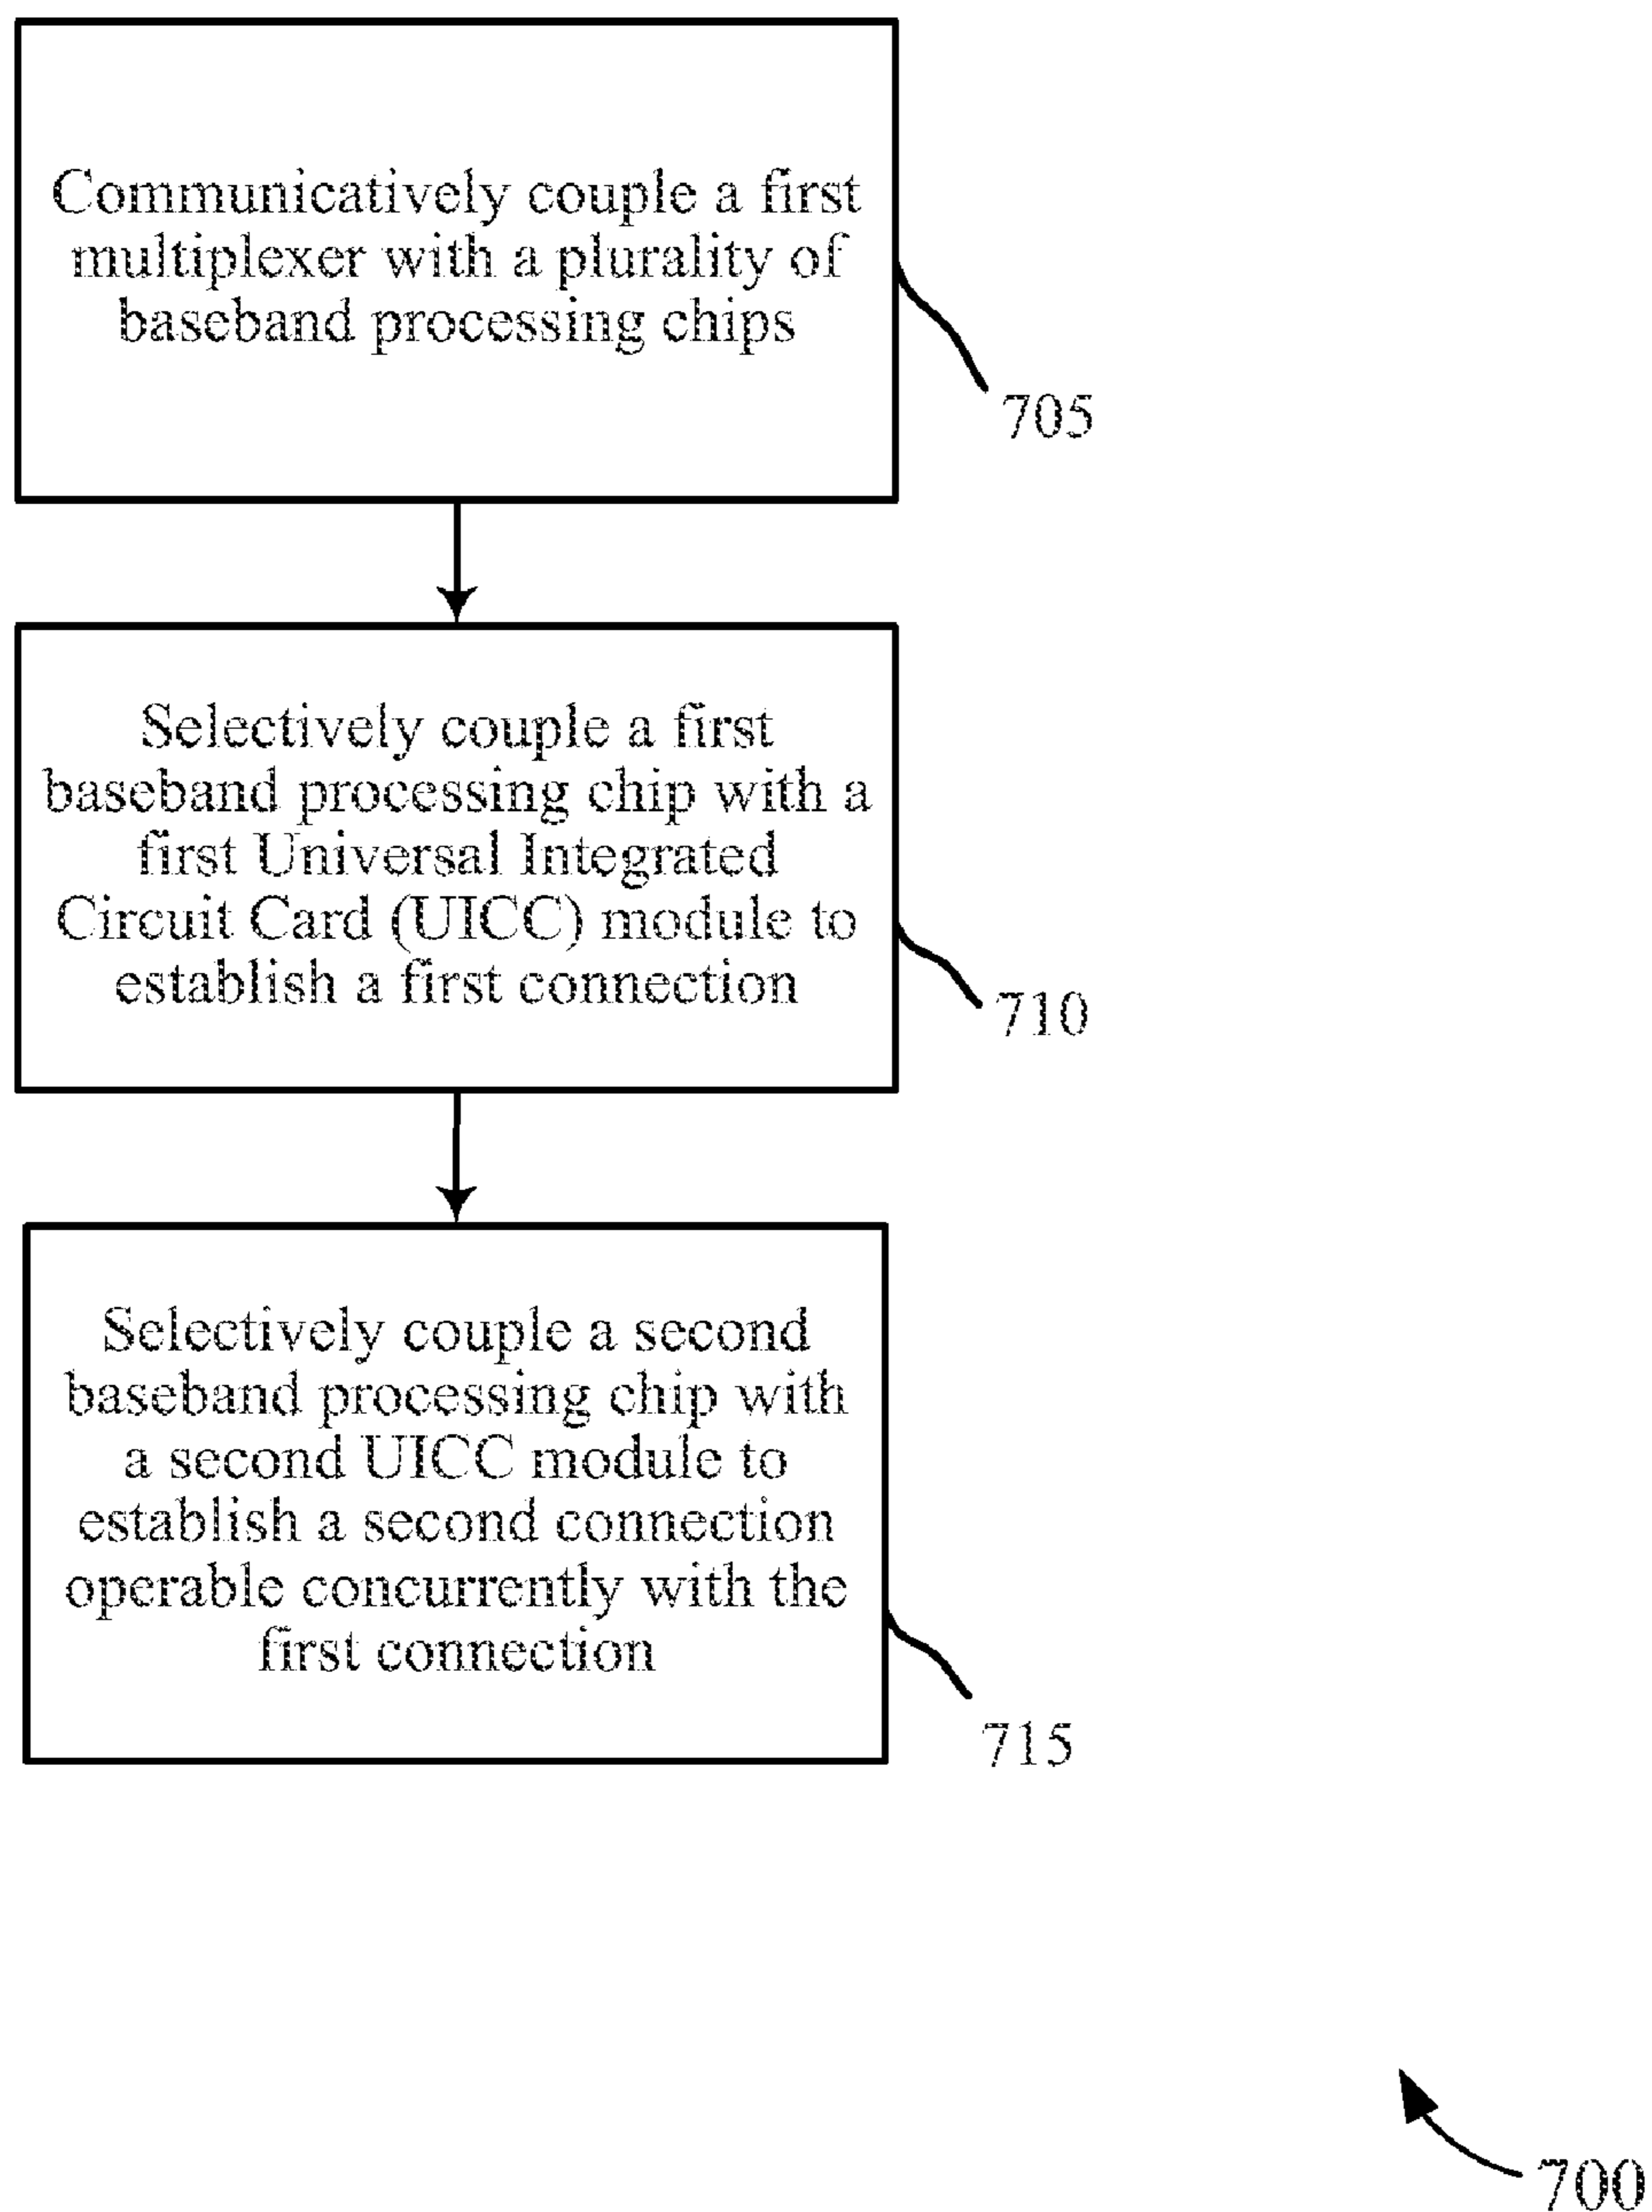 Communicatively couple a first
multiplexer with a plurality of
baseband processing chips
705
Selectively couple a first
baseband processing chip with a
first Universal Integrated
Circuit Card (UICC) module to
establish a first connection
710
Selectively couple a second
baseband processing chip with
a second UICC module to
establish a second connection
operable concurrently with the
first connection
715
700